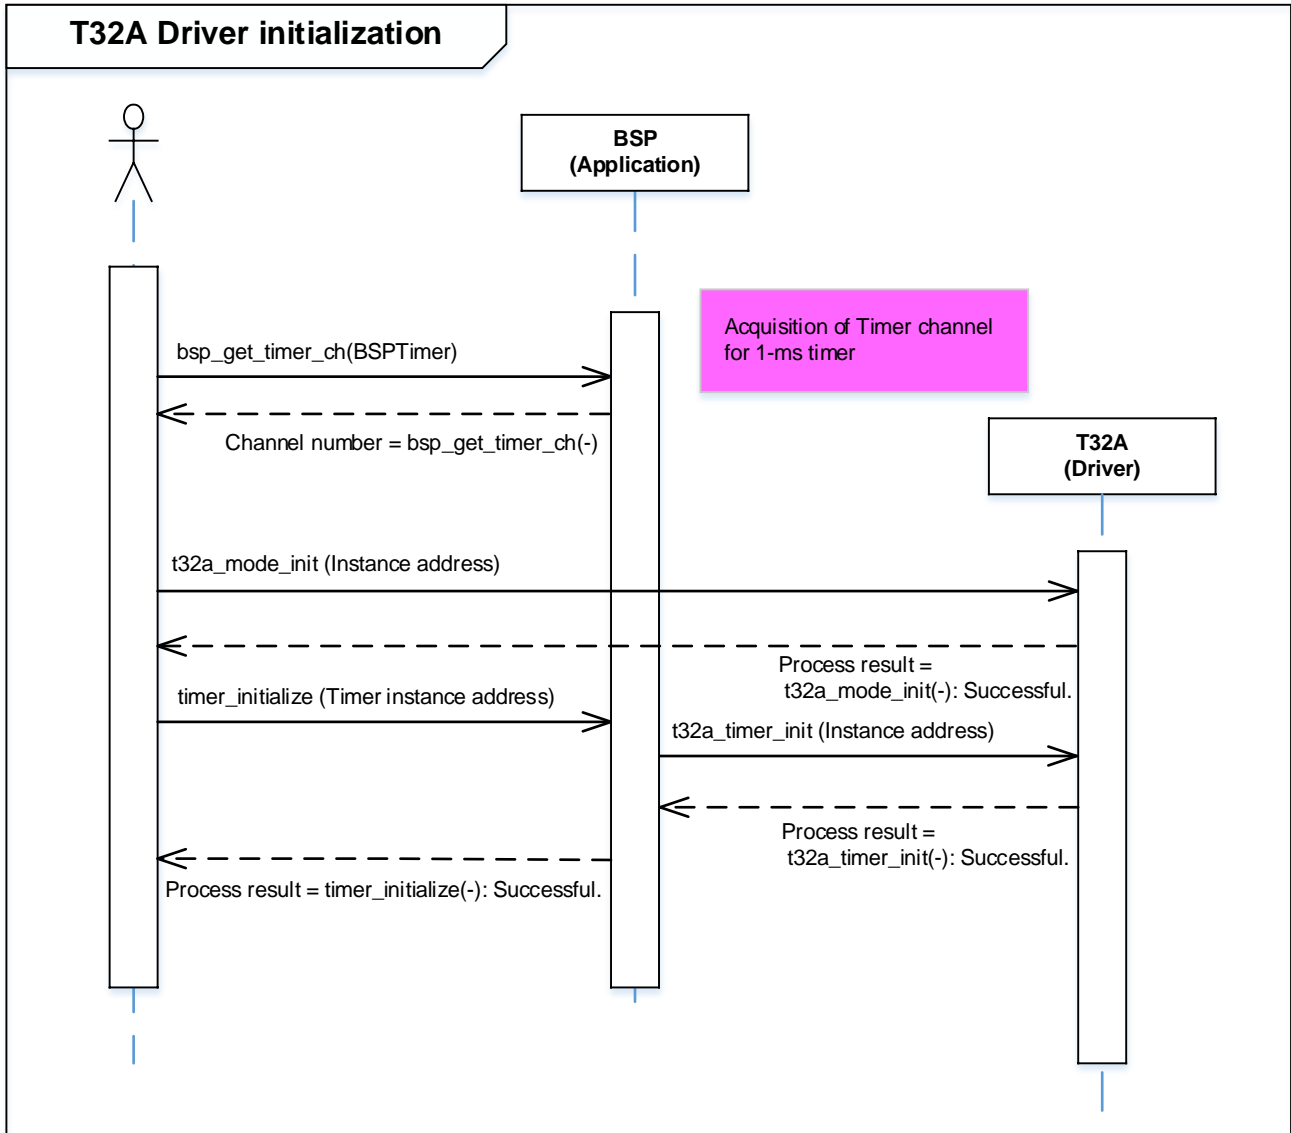 T32A Driver initialization
BSP
(Application)
Acquisition of Timer channel
for 1-ms timer
bsp_get_timer_ch(BSPTimer)
Channel number = bsp_get_timer_ch(-)
T32A
(Driver)
t32a_mode_init (Instance address)
Process result =
t32a_mode_init(-): Successful.
timer_initialize (Timer instance address)
t32a_timer_init (Instance address)
Process result =
t32a_timer_init(-): Successful.
Process result = timer_initialize(-): Successful.